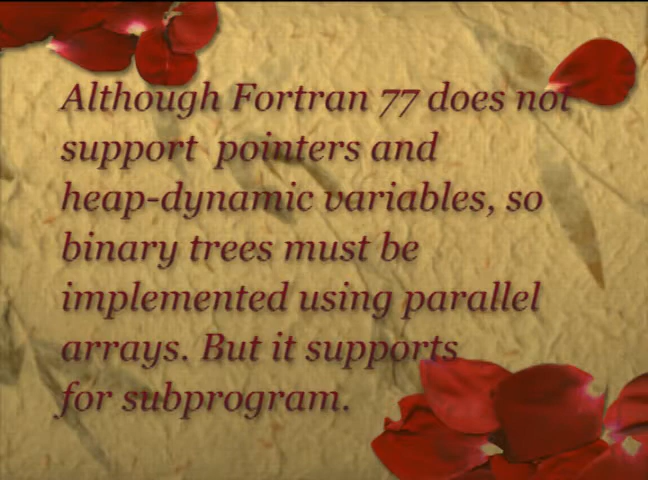 Although Fortran 77 does not
support pointers and
heap-dynamic variables, so
binary trees must be
implemented using parallel
arrays. But it supports
for subprogram.